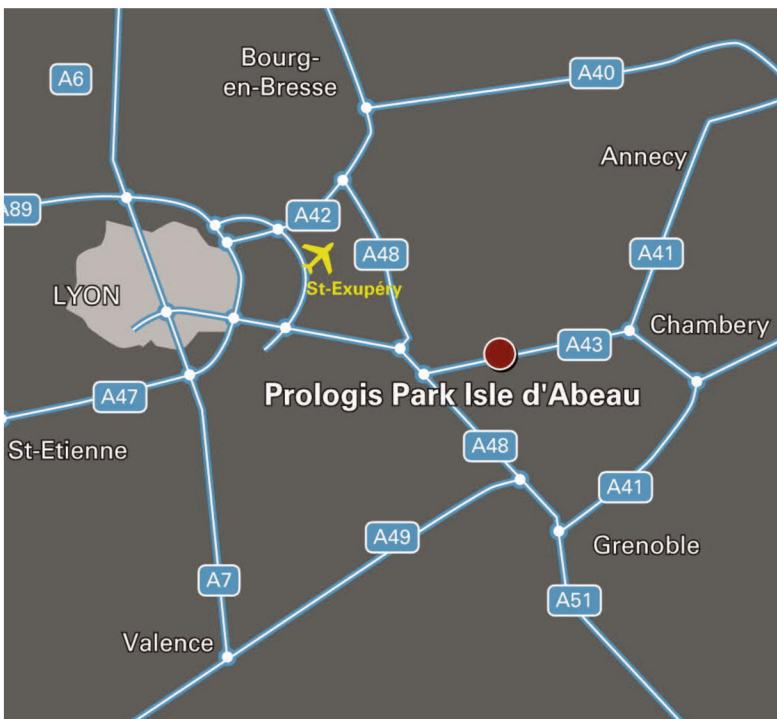 Bourg-
en-Bresse
A6
A40
Annecy
A89
A42
A48
A41
St-Exupéry
LYON
Chambery
A43
Prologis Park Isle d'Abeau
A47
St-Etienne
A48
A41
A49
Grenoble
A7
A51
Valence